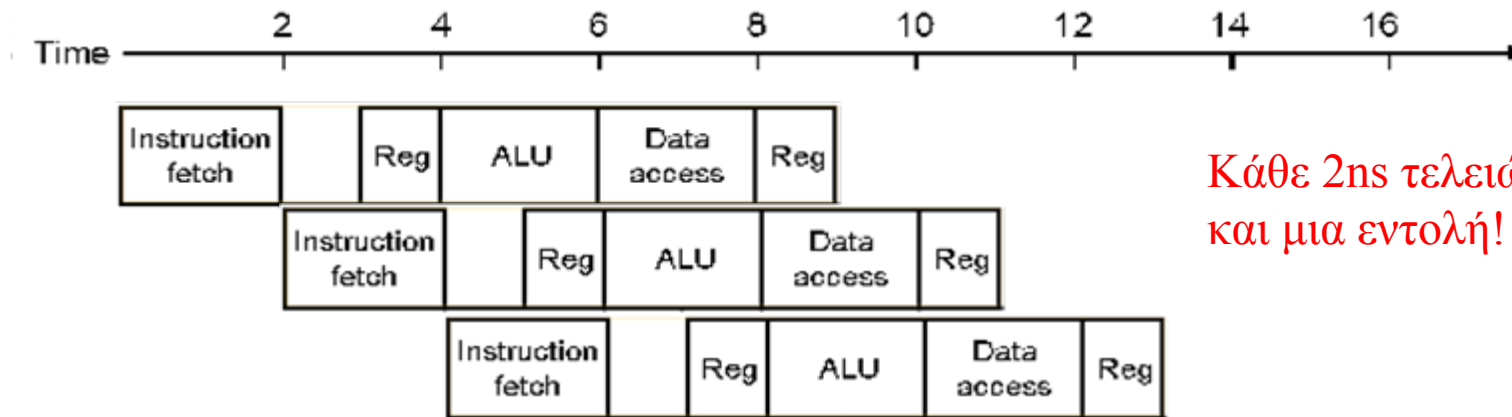 2 4 6 8 10 12 14 16
Time
Instruction fetch Reg ALU Data access Reg
Κάθε 2ns
και μια εντολή!
Instruction fetch Reg ALU Data access Reg
Instruction fetch Reg ALU Data access Reg